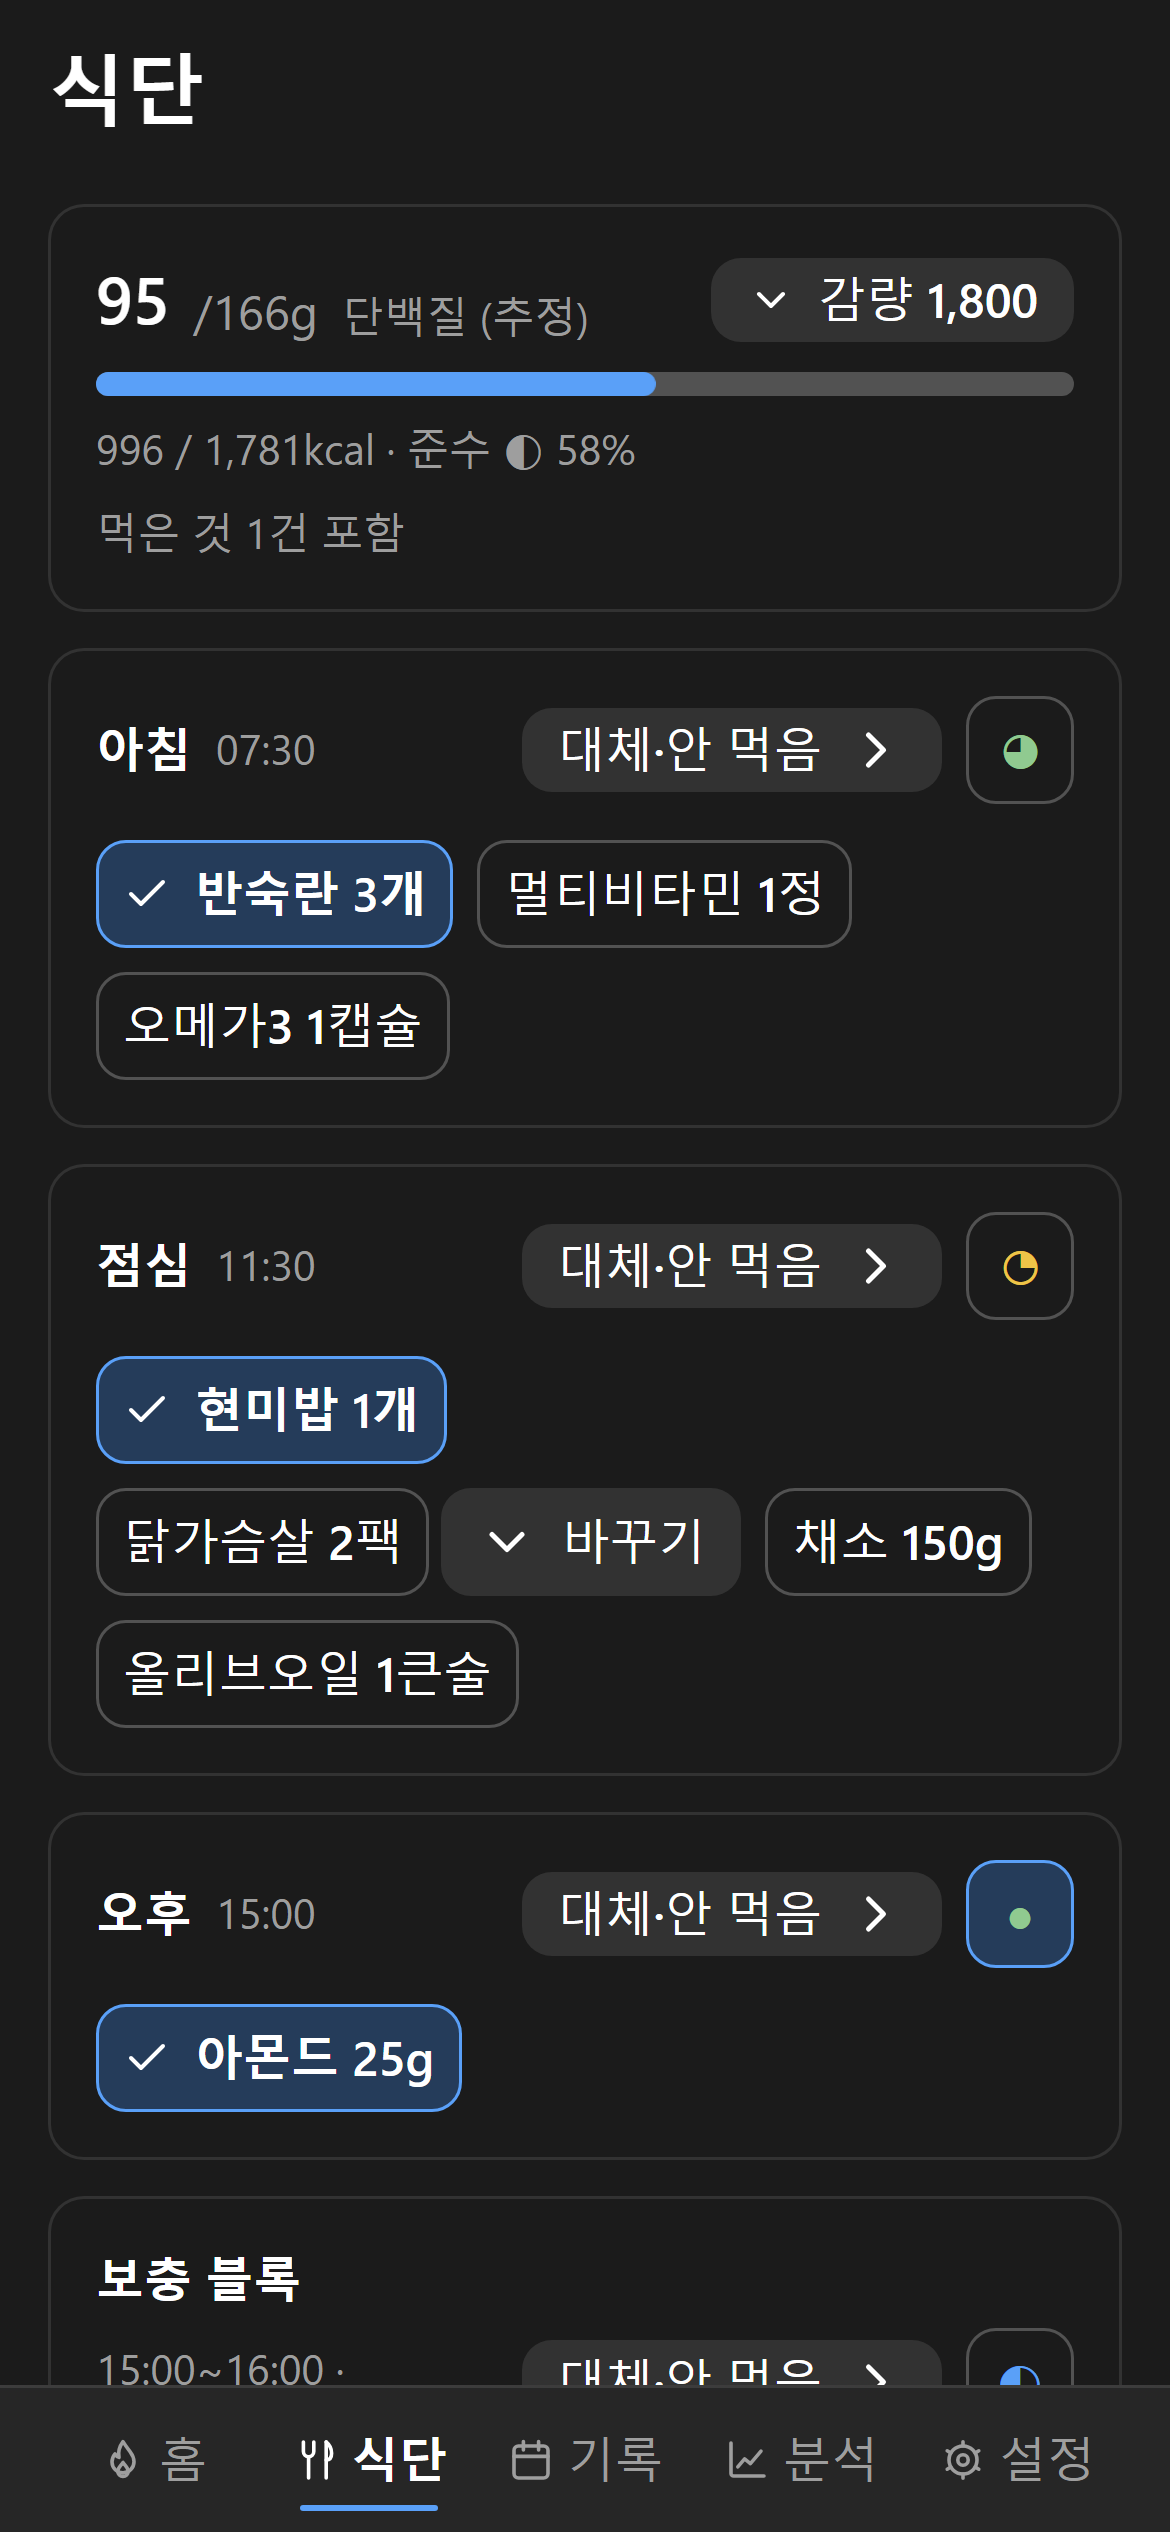 식단
95 /166g 단백질 (추정) 감량 1,800
996 / 1,781kcal · 준수 ◐ 58%
먹은 것 1건 포함
아침 07:30 대체·안 먹음
반숙란 3개 멀티비타민 1정
오메가3 1캡슐
점심 11:30 대체·안 먹음
현미밥 1개
닭가슴살 2팩 바꾸기 채소 150g
올리브오일 1큰술
오후 15:00 대체·안 먹음
아몬드 25g
보충 블록
15:00~16:00 · 대체·안 먹음
홈 식단 기록 분석 설정